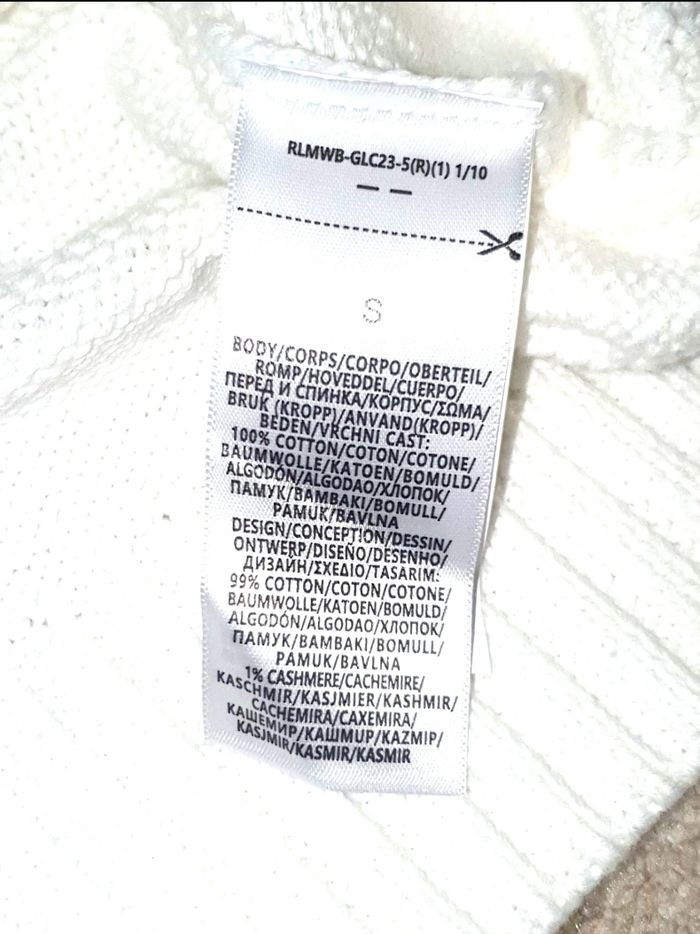 RLMWB-GLC23-5(R)(1) 1/10
— —
S
BODY/CORPS/CORPO/OBERTEIL/
ROMP/HOVEDDEL/CUERPO/
ПЕРЕД И СПИНКА/КОРПУС/ΣΩΜΑ/
BRUK (KROPP)/ANVAND(KROPP)/
BEDEN/VRCHNI CAST:
100% COTTON/COTON/COTONE/
BAUMWOLLE/KATOEN/BOMULD/
ALGODÓN/ALGODAO/ХЛОПОК/
ПАМУК/BAMBAKI/BOMULL/
PAMUK/BAVLNA
DESIGN/CONCEPTION/DESSIN/
ONTWERP/DISEÑO/DESENHO/
ДИЗАЙН/ΣΧΕΔΙΟ/TASARIM:
99% COTTON/COTON/COTONE/
BAUMWOLLE/KATOEN/BOMULD/
ALGODÓN/ALGODAO/ХЛОПОК/
ПАМУК/BAMBAKI/BOMULL/
PAMUK/BAVLNA
1% CASHMERE/CACHEMIRE/
KASCHMIR/KASJMIER/KASHMIR/
CACHEMIRA/CAXEMIRA/
КАШЕМИР/КАШМИР/KAZMIP/
KASJMIR/KASMIR/KASMIR